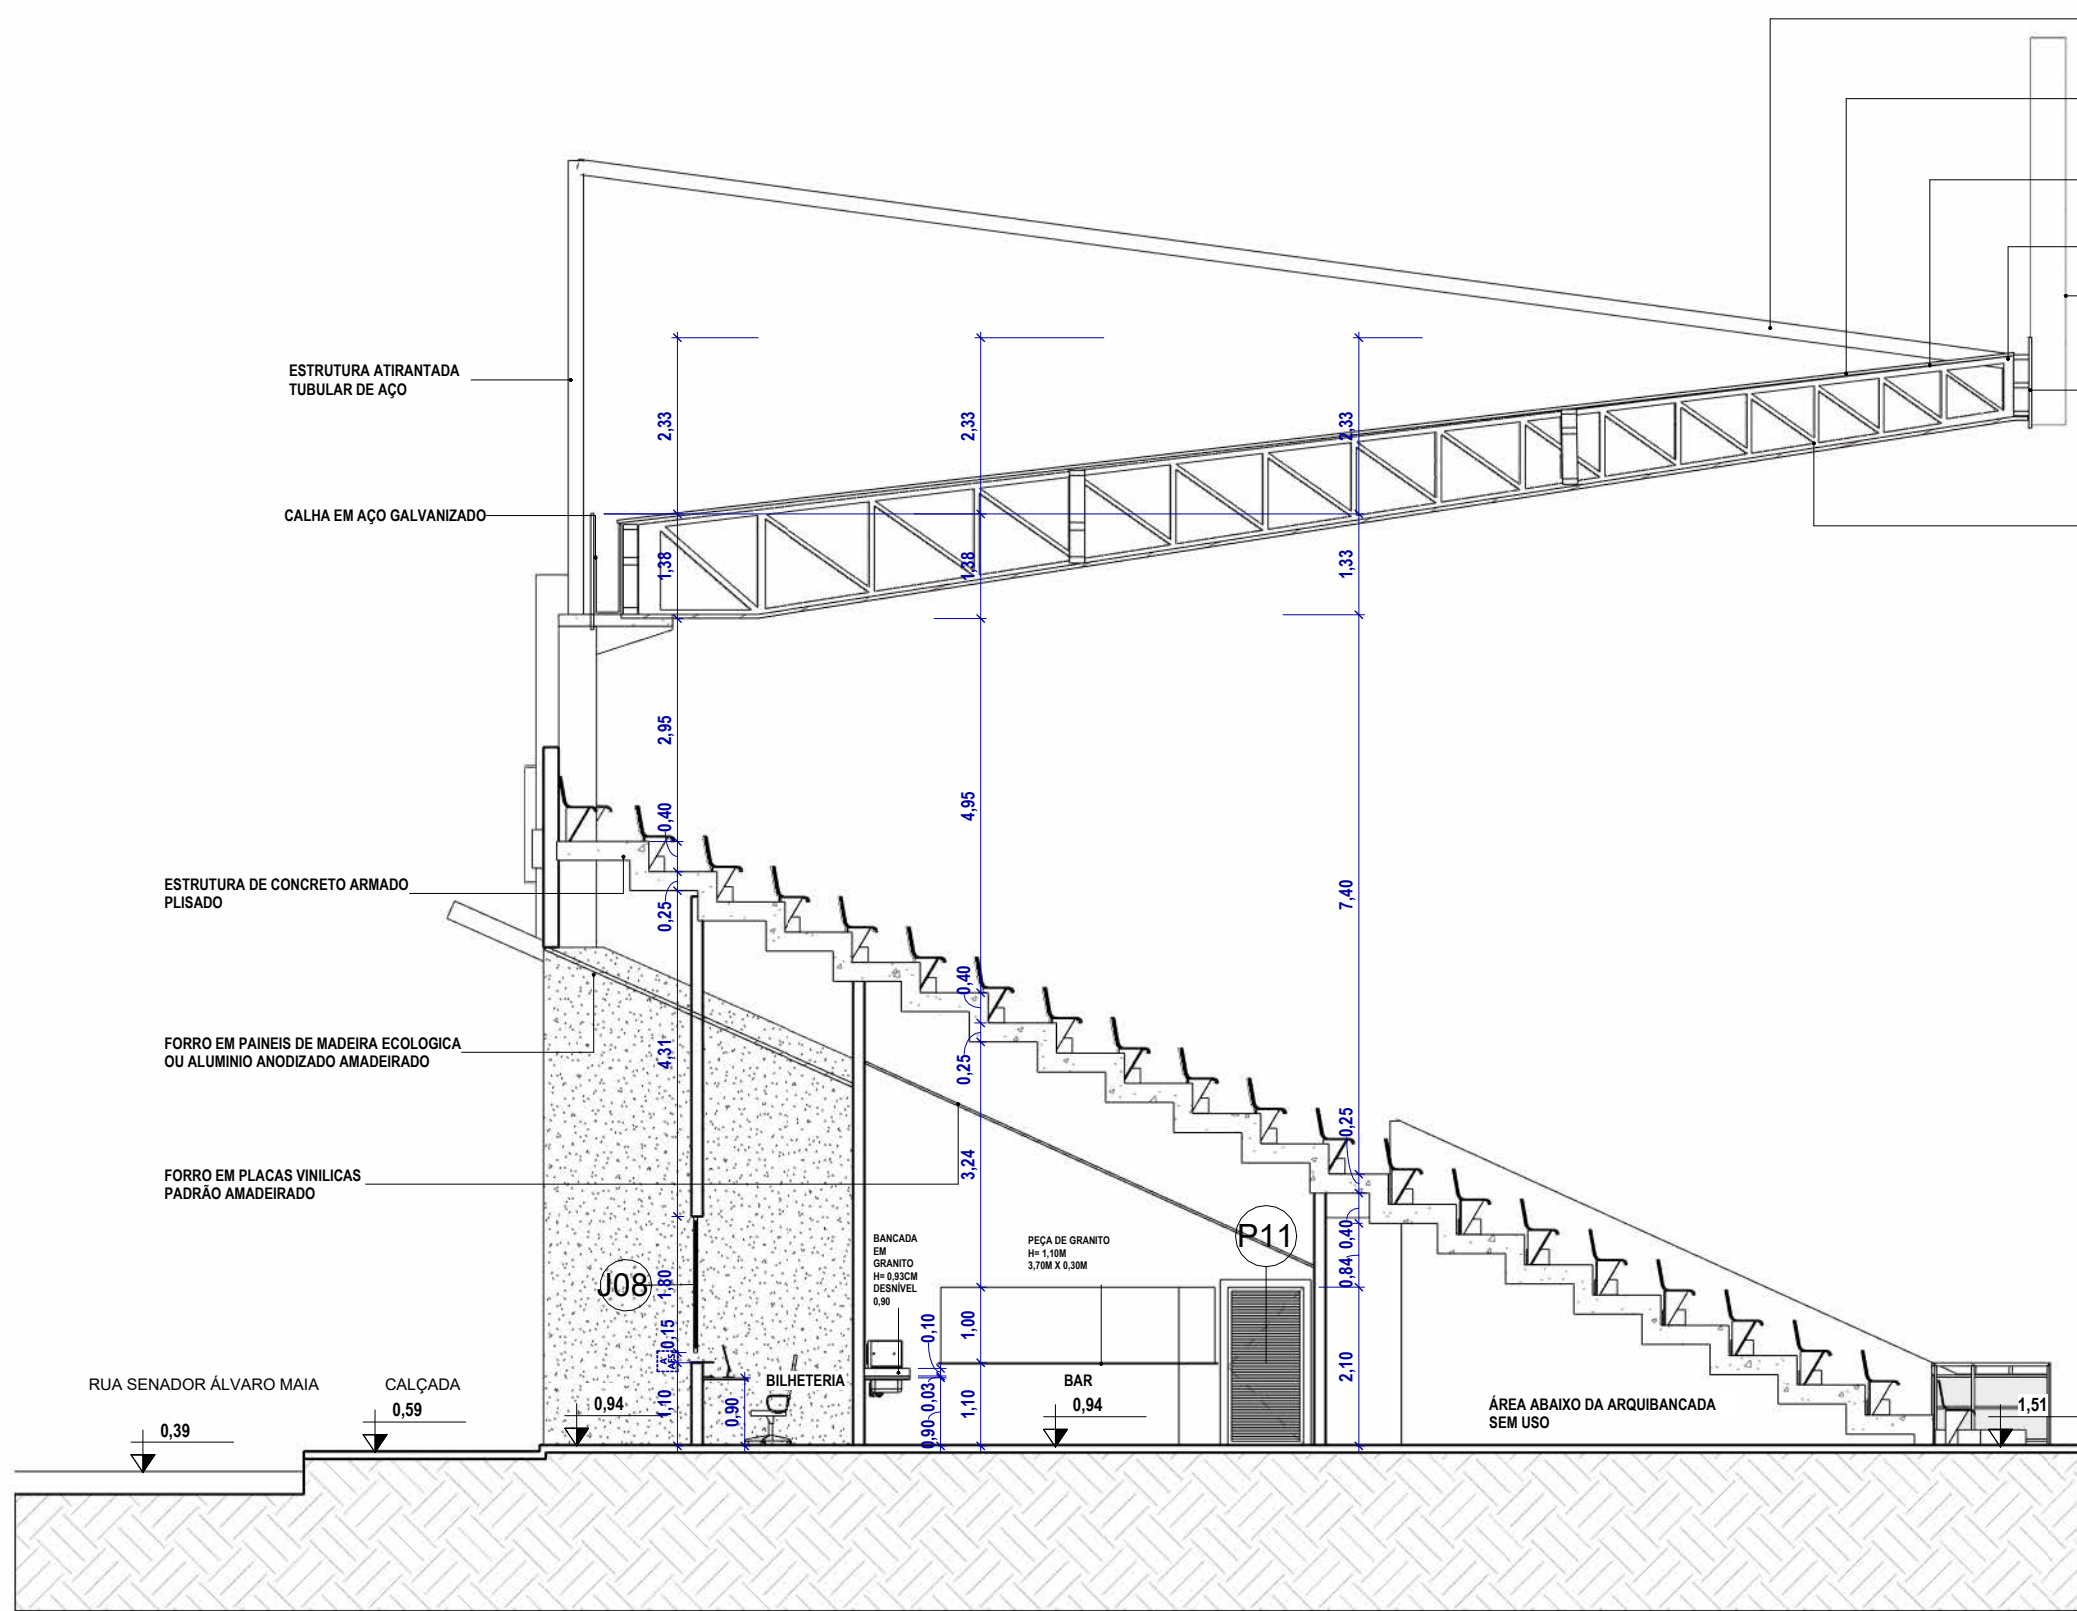 ESTRUTURA ATIRANTADA
TUBULAR DE AÇO
CALHA EM AÇO GALVANIZADO
ESTRUTURA DE CONCRETO ARMADO
PLISADO
FORRO EM PAINEIS DE MADEIRA ECOLOGICA
OU ALUMINIO ANODIZADO AMADEIRADO
FORRO EM PLACAS VINILICAS
PADRÃO AMADEIRADO
RUA SENADOR ÁLVARO MAIA
0,39
CALÇADA
0,59
0,94
2,33
1,38
2,95
0,40
0,25
4,31
J08
1,80
0,15
1,10
0,90
BILHETERIA
BANCADA
EM
GRANITO
H= 0,93CM
DESNÍVEL
0,90
0,10
0,03
0,90
2,33
1,38
4,95
0,40
0,25
3,24
1,00
1,10
PEÇA DE GRANITO
H= 1,10M
3,70M X 0,30M
BAR
0,94
P11
2,33
1,33
7,40
0,25
0,40
0,84
2,10
ÁREA ABAIXO DA ARQUIBANCADA
SEM USO
1,51